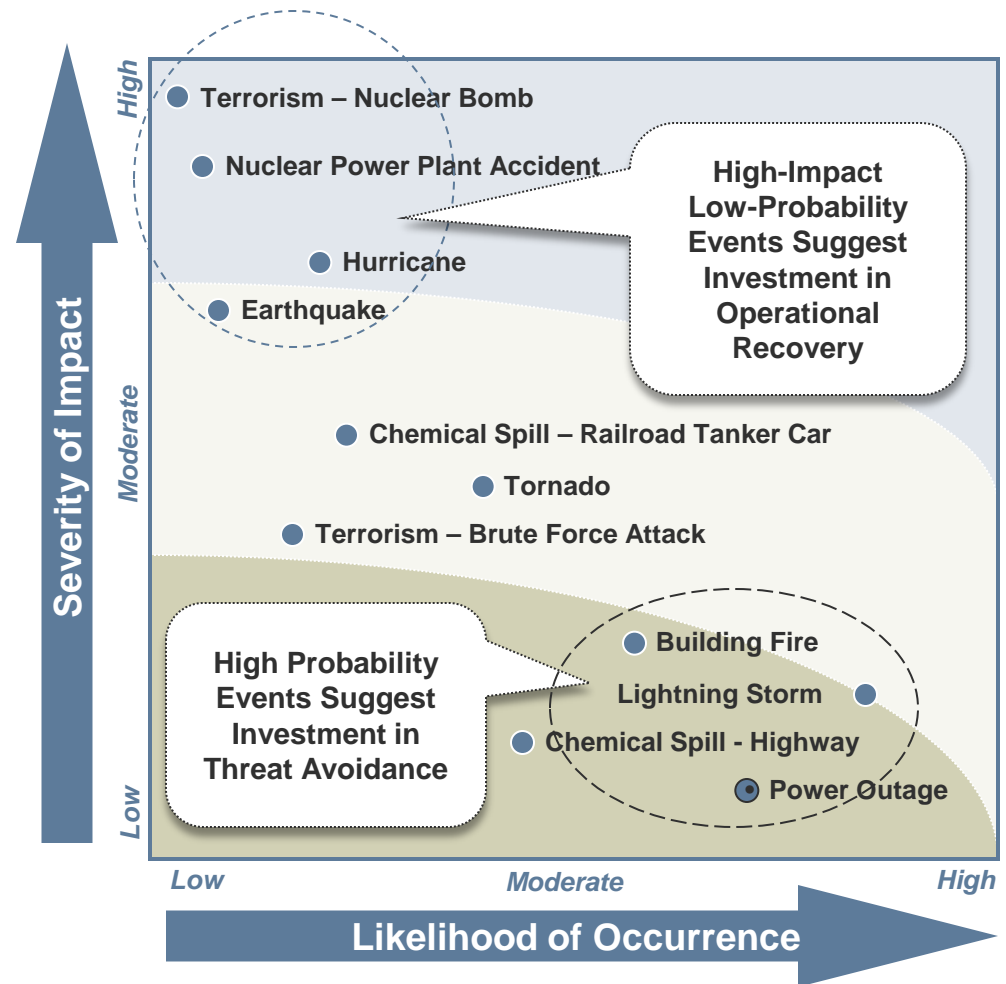 High
Terrorism – Nuclear Bomb
Nuclear Power Plant Accident
High-Impact
Low-Probability
Events Suggest
Investment in
Operational
Recovery
Hurricane
Earthquake
Severity of Impact
Moderate
Chemical Spill – Railroad Tanker Car
Tornado
Terrorism – Brute Force Attack
High Probability
Events Suggest
Investment in
Threat Avoidance
Building Fire
Lightning Storm
Chemical Spill - Highway
Power Outage
Low
Low
Moderate
High
Likelihood of Occurrence